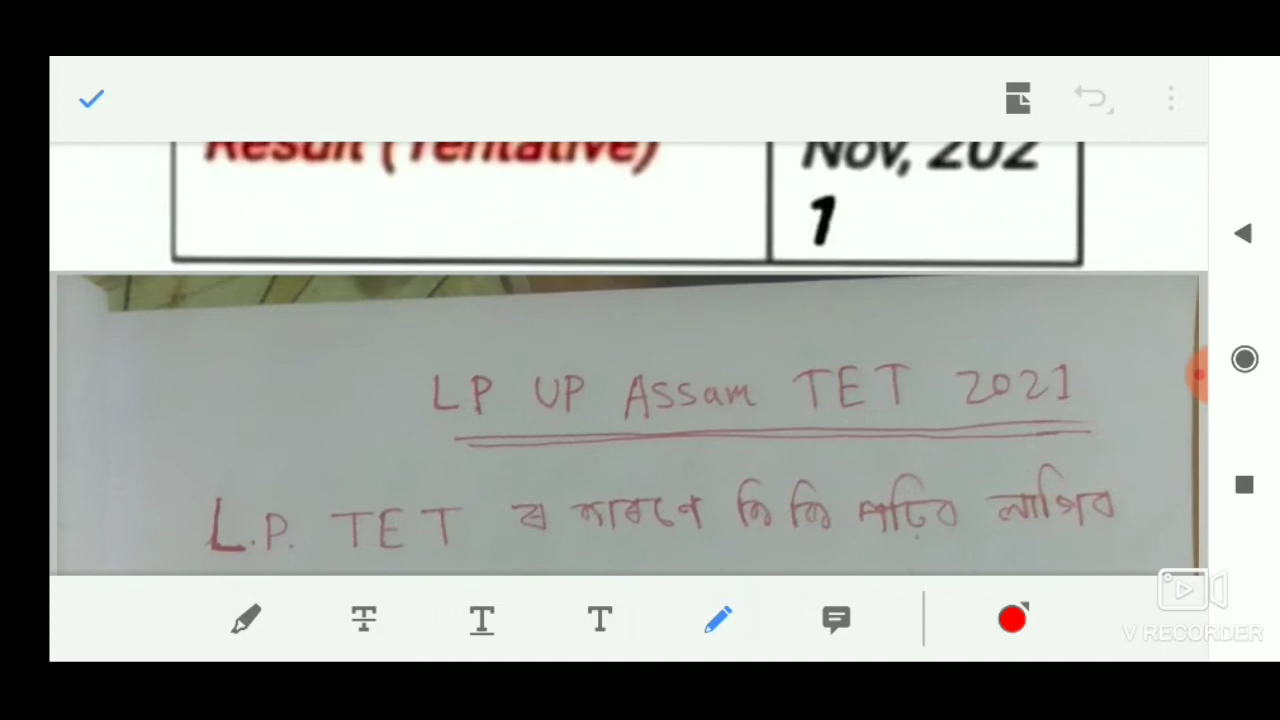 Result (Tentative)
Nov, 202
1
LP UP Assam TET 2021
L.P. TET ৰ কাৰণে কি কি পঢ়িব লাগিব
V RECORDER